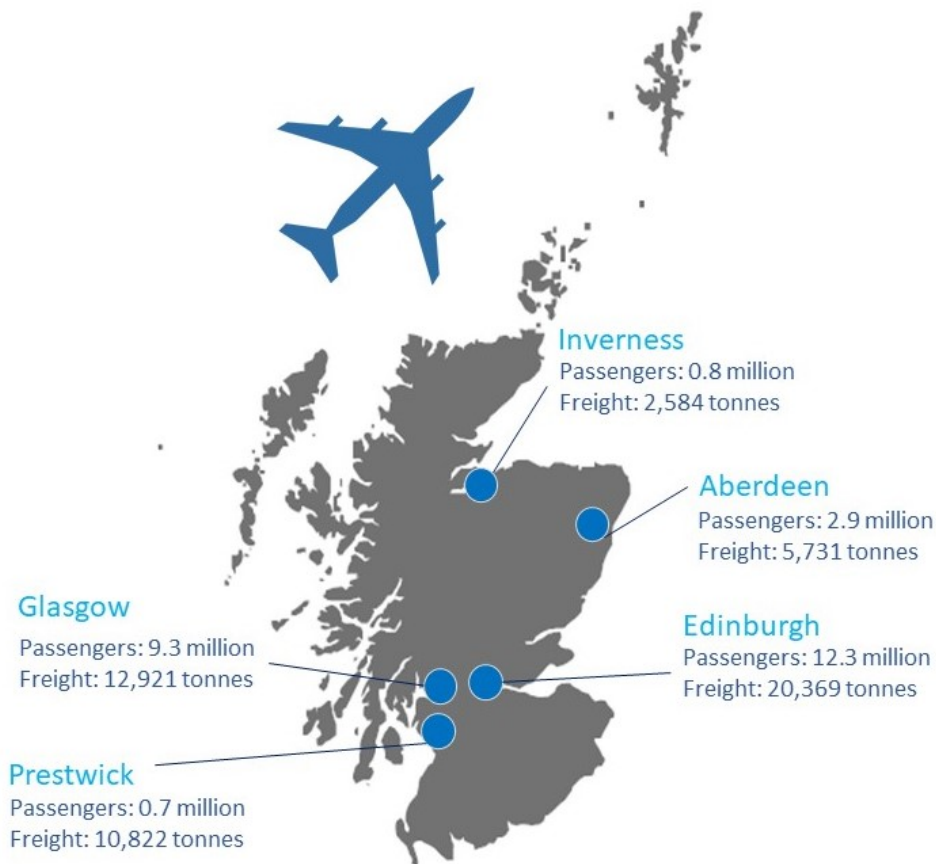 Inverness
Passengers: 0.8 million
Freight: 2,584 tonnes
Aberdeen
Passengers: 2.9 million
Freight: 5,731 tonnes
Glasgow
Passengers: 9.3 million
Freight: 12,921 tonnes
Edinburgh
Passengers: 12.3 million
Freight: 20,369 tonnes
Prestwick
Passengers: 0.7 million
Freight: 10,822 tonnes